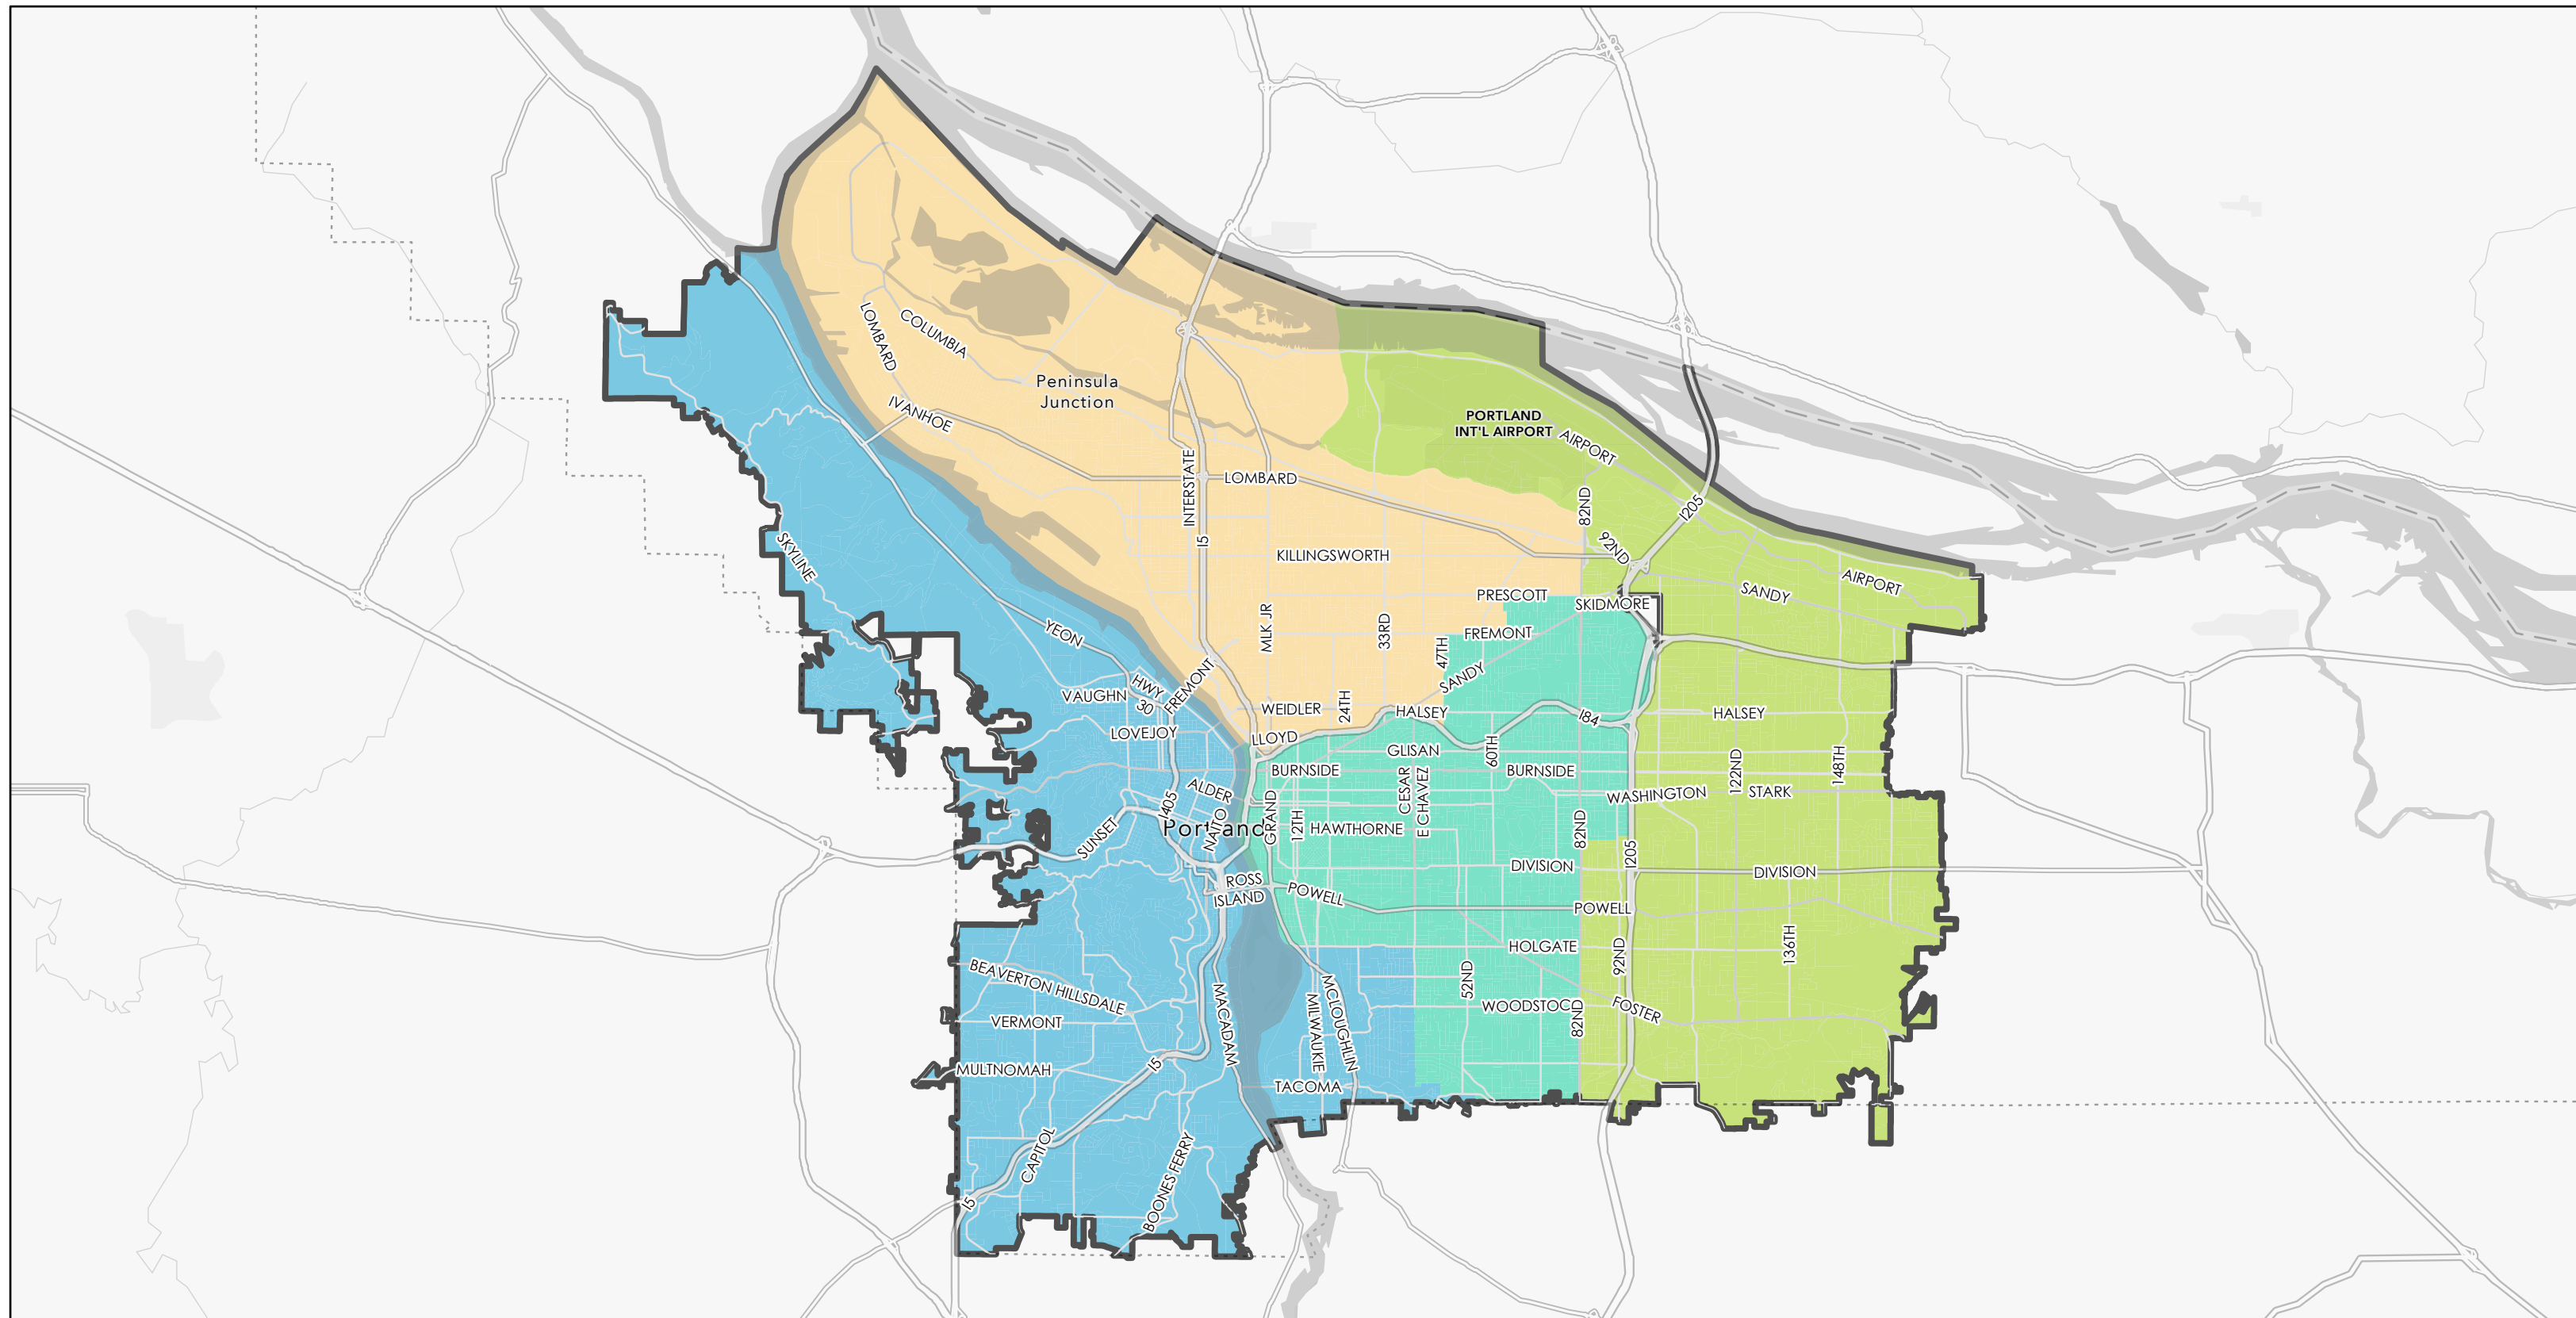 LOMBARD
COLUMBIA
Peninsula
Junction
IVANHOE
PORTLAND
INT'L AIRPORT
AIRPORT
INTERSTATE
LOMBARD
82ND
I205
I5
KILLINGSWORTH
92ND
SKYLINE
PRESCOTT
SKIDMORE
SANDY
AIRPORT
YEON
MLK JR
33RD
FREMONT
47TH
SANDY
FREMONT
HWY
30
VAUGHN
WEIDLER
24TH
HALSEY
I84
HALSEY
LOVEJOY
LLOYD
GLISAN
60TH
BURNSIDE
BURNSIDE
122ND
148TH
CESAR
E CHAVEZ
ALDER
I405
WASHINGTON
STARK
Portland
NAITO
GRAND
12TH
HAWTHORNE
82ND
SUNSET
I205
DIVISION
DIVISION
ROSS
ISLAND
POWELL
POWELL
HOLGATE
92ND
136TH
BEAVERTON HILLSDALE
52ND
MACADAM
MILWAUKIE
MCLOUGHLIN
WOODSTOC
82ND
FOSTER
VERMONT
MULTNOMAH
I5
TACOMA
CAPITOL
BOONES FERRY
I5